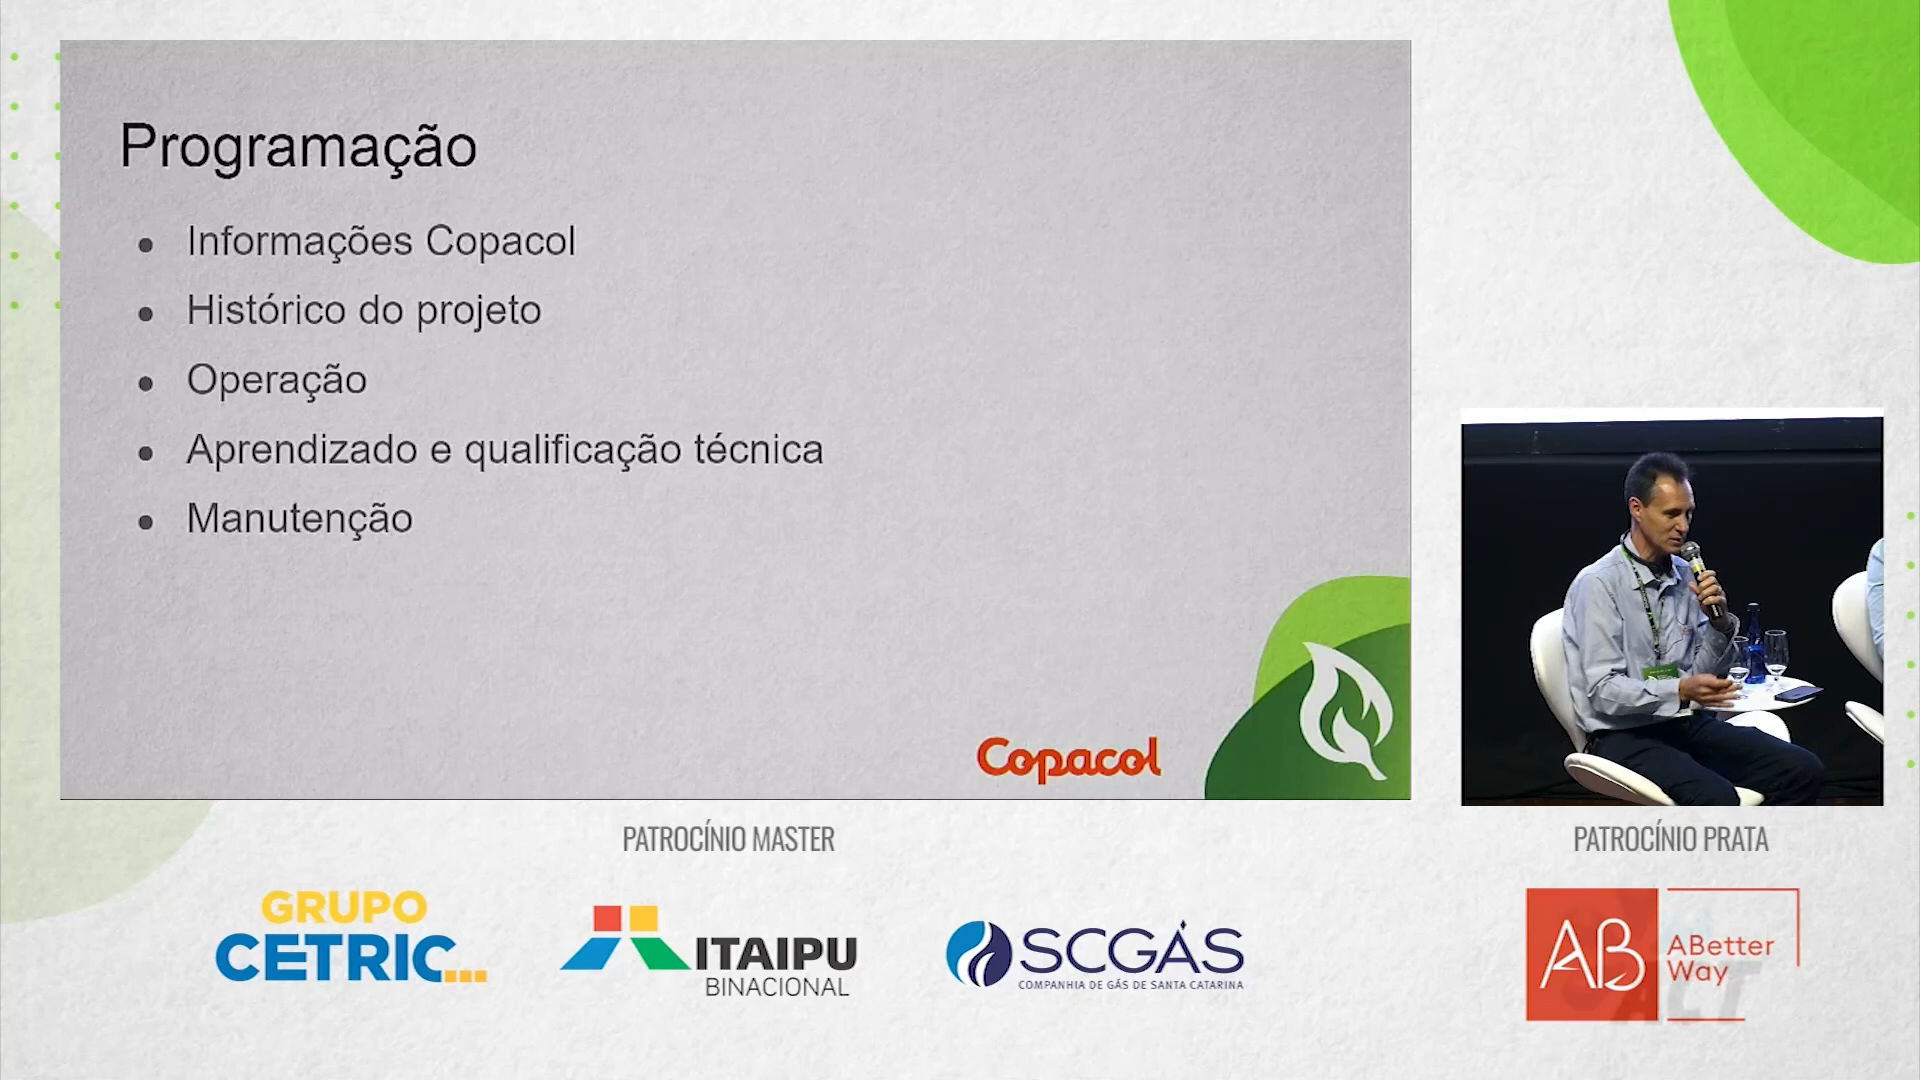 Programação
Informações Copacol
Histórico do projeto
Operação
Aprendizado e qualificação técnica
Manutenção
Copacol
PATROCÍNIO MASTER
PATROCÍNIO PRATA
GRUPO
CETRIC...
ITAIPU
BINACIONAL
SCGÁS
COMPANHIA DE GÁS DE SANTA CATARINA
AB
ABetter
Way